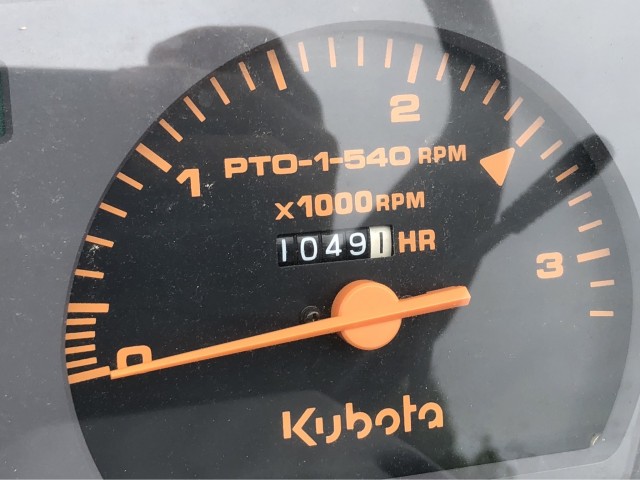 2
PTO-1-540 RPM
1
x1000RPM
10491 HR
3
0
Kubota